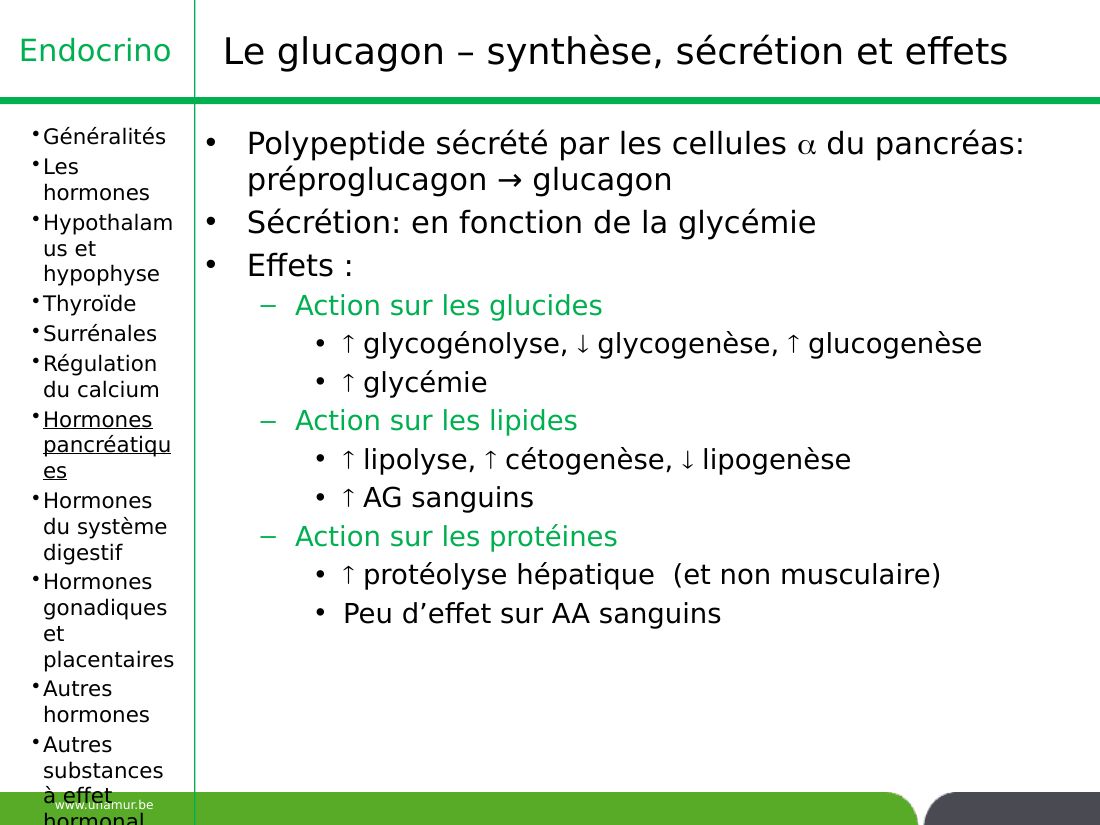 Endocrino
Le glucagon – synthèse, sécrétion et effets
•Généralités
•Les
hormones
•Hypothalam
us et
hypophyse
•Thyroïde
•Surrénales
•Régulation
du calcium
•Hormones
pancréatiqu
es
•Hormones
du système
digestif
•Hormones
gonadiques
et
placentaires
•Autres
hormones
•Autres
substances
à effet
hormonal
• Polypeptide sécrété par les cellules α du pancréas:
préproglucagon → glucagon
• Sécrétion: en fonction de la glycémie
• Effets :
– Action sur les glucides
• ↑ glycogénolyse, ↓ glycogenèse, ↑ glucogenèse
• ↑ glycémie
– Action sur les lipides
• ↑ lipolyse, ↑ cétogenèse, ↓ lipogenèse
• ↑ AG sanguins
– Action sur les protéines
• ↑ protéolyse hépatique  (et non musculaire)
• Peu d’effet sur AA sanguins
www.unamur.be